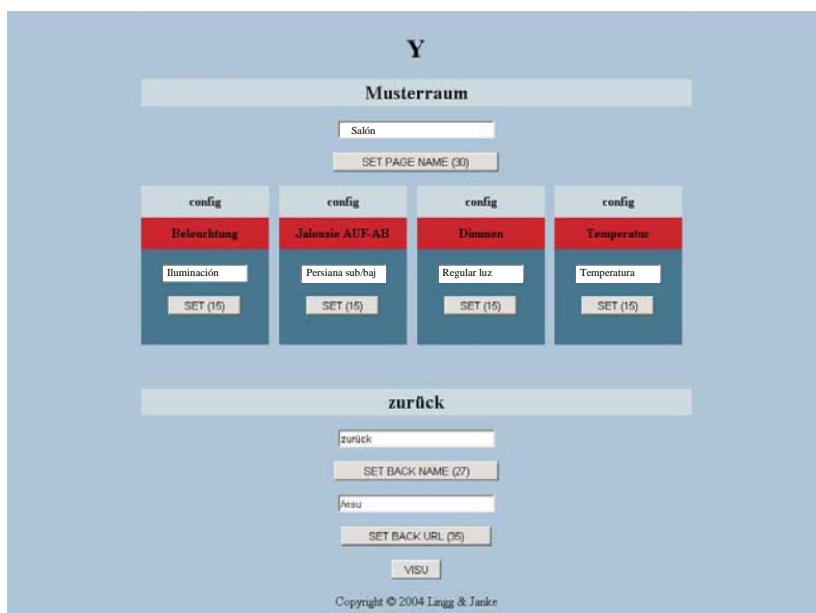 Y
Musterraum
Salón
SET PAGE NAME (30)
config config config config
Beleuchtung Jalousie AUF-AB Dimmen Temperatur
Iluminación Persiana sub/baj Regular luz Temperatura
SET (15) SET (15) SET (15) SET (15)
zurück
zurück
SET BACK NAME (27)
/visu
SET BACK URL (35)
VISU
Copyright © 2004 Lingg & Janke